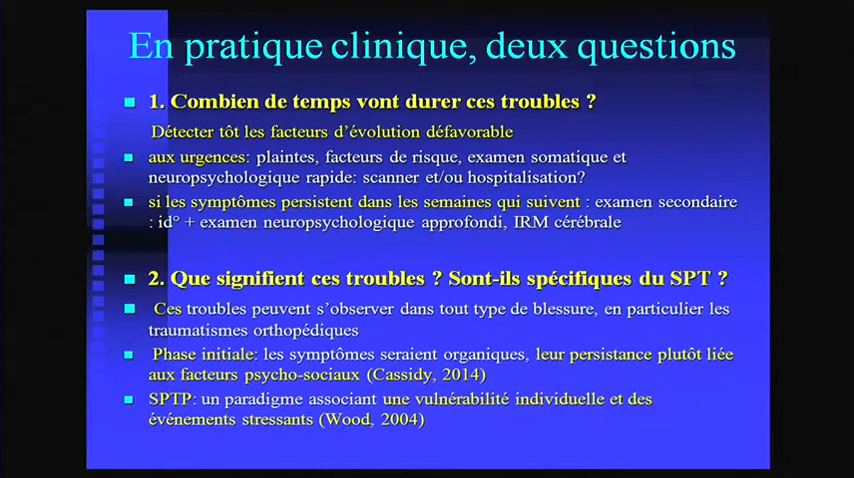 En pratique clinique, deux questions
1. Combien de temps vont durer ces troubles ?
Détecter tôt les facteurs d'évolution défavorable
aux urgences: plaintes, facteurs de risque, examen somatique et
neuropsychologique rapide: scanner et/ou hospitalisation?
si les symptômes persistent dans les semaines qui suivent : examen secondaire
: id° + examen neuropsychologique approfondi, IRM cérébrale
2. Que signifient ces troubles ? Sont-ils spécifiques du SPT ?
Ces troubles peuvent s'observer dans tout type de blessure, en particulier les
traumatismes orthopédiques
Phase initiale: les symptômes seraient organiques, leur persistance plutôt liée
aux facteurs psycho-sociaux (Cassidy, 2014)
SPTP: un paradigme associant une vulnérabilité individuelle et des
événements stressants (Wood, 2004)